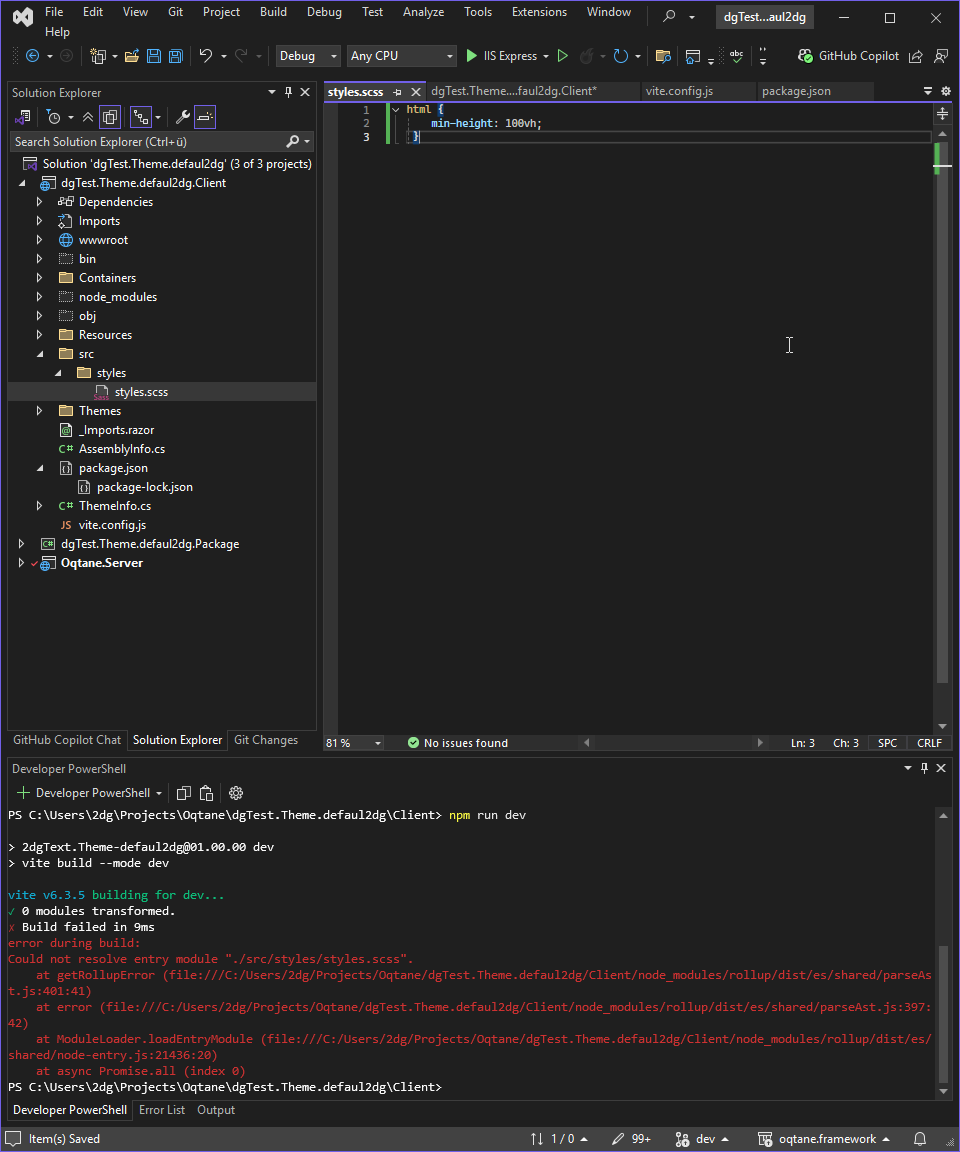 File Edit View Git Project Build Debug Test Analyze Tools Extensions Window
Help
dgTest...aul2dg
Debug Any CPU IIS Express GitHub Copilot
Solution Explorer
Search Solution Explorer (Ctrl+ü)
Solution 'dgTest.Theme.defaul2dg' (3 of 3 projects)
dgTest.Theme.defaul2dg.Client
Dependencies
Imports
wwwroot
bin
Containers
node_modules
obj
Resources
src
styles
styles.scss
Themes
_Imports.razor
C# AssemblyInfo.cs
package.json
package-lock.json
C# ThemeInfo.cs
JS vite.config.js
dgTest.Theme.defaul2dg.Package
Oqtane.Server
GitHub Copilot Chat Solution Explorer Git Changes
styles.scss dgTest.Theme....faul2dg.Client* vite.config.js package.json
1 html {
2 min-height: 100vh;
3 }
81 % No issues found Ln: 3 Ch: 3 SPC CRLF
Developer PowerShell
Developer PowerShell
PS C:\Users\2dg\Projects\Oqtane\dgTest.Theme.defaul2dg\Client> npm run dev
> 2dgText.Theme-defaul2dg@01.00.00 dev
> vite build --mode dev
vite v6.3.5 building for dev...
✓ 0 modules transformed.
✗ Build failed in 9ms
error during build:
Could not resolve entry module "./src/styles/styles.scss".
at getRollupError (file:///C:/Users/2dg/Projects/Oqtane/dgTest.Theme.defaul2dg/Client/node_modules/rollup/dist/es/shared/parseAs
t.js:401:41)
at error (file:///C:/Users/2dg/Projects/Oqtane/dgTest.Theme.defaul2dg/Client/node_modules/rollup/dist/es/shared/parseAst.js:397:
42)
at ModuleLoader.loadEntryModule (file:///C:/Users/2dg/Projects/Oqtane/dgTest.Theme.defaul2dg/Client/node_modules/rollup/dist/es/
shared/node-entry.js:21436:20)
at async Promise.all (index 0)
PS C:\Users\2dg\Projects\Oqtane\dgTest.Theme.defaul2dg\Client>
Developer PowerShell Error List Output
Item(s) Saved 1 / 0 99+ dev oqtane.framework